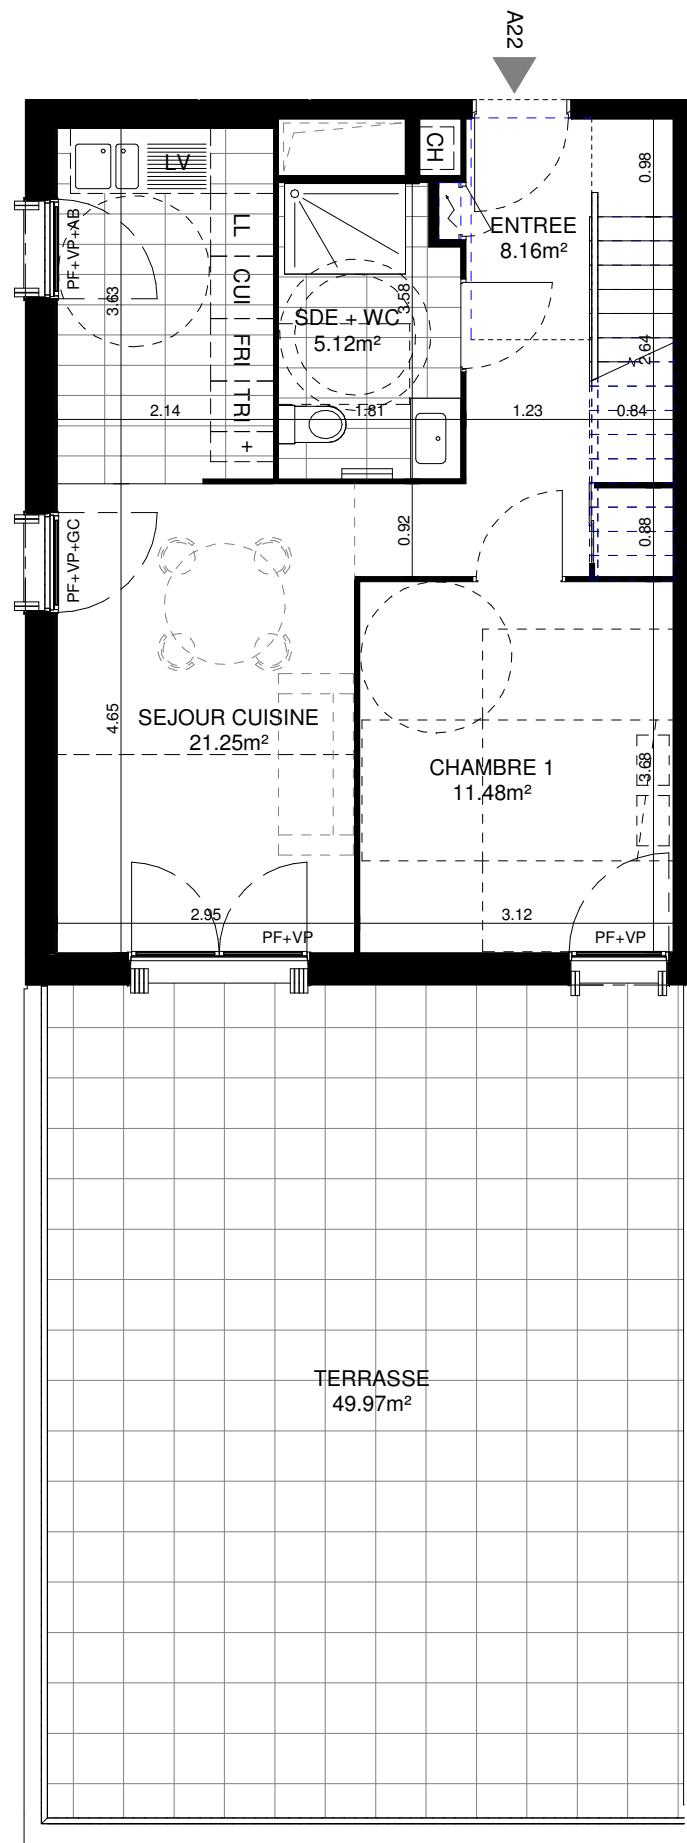 A22
CH
LV
0.98
PF+VP+AB
LL
ENTREE
8.16m²
CUI
3.63
3.58
SDE + WC
5.12m²
FRI
2.64
TRI
2.14
1.81
1.23
0.84
+
PF+VP+GC
0.92
0.88
4.65
SEJOUR CUISINE
21.25m²
CHAMBRE 1
11.48m²
3.68
2.95
3.12
PF+VP
PF+VP
TERRASSE
49.97m²